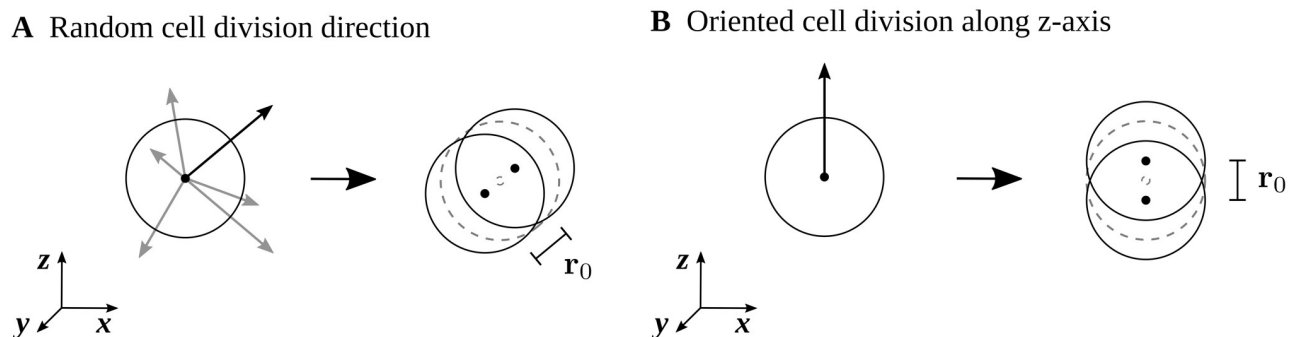 A Random cell division direction
B Oriented cell division along z-axis
r₀
r₀
z
y
x
z
y
x